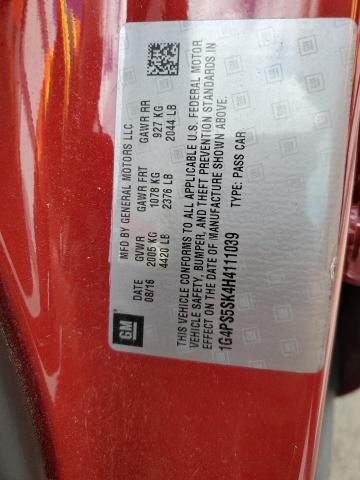 MFD BY GENERAL MOTORS LLC
DATE GVWR GAWR FRT GAWR RR
08/16 2005 KG 1078 KG 927 KG
4420 LB 2376 LB 2044 LB
THIS VEHICLE CONFORMS TO ALL APPLICABLE U.S. FEDERAL MOTOR
VEHICLE SAFETY, BUMPER, AND THEFT PREVENTION STANDARDS IN
EFFECT ON THE DATE OF MANUFACTURE SHOWN ABOVE.
1G4PS5SK4H4111039 TYPE: PASS CAR
GM